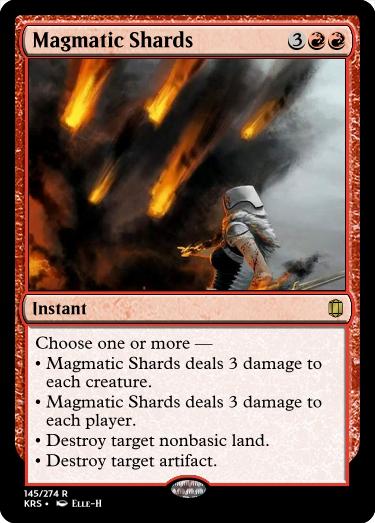 Magmatic Shards 3
Instant
Choose one or more —
• Magmatic Shards deals 3 damage to
each creature.
• Magmatic Shards deals 3 damage to
each player.
• Destroy target nonbasic land.
• Destroy target artifact.
145/274 R
KRS • Elle-H